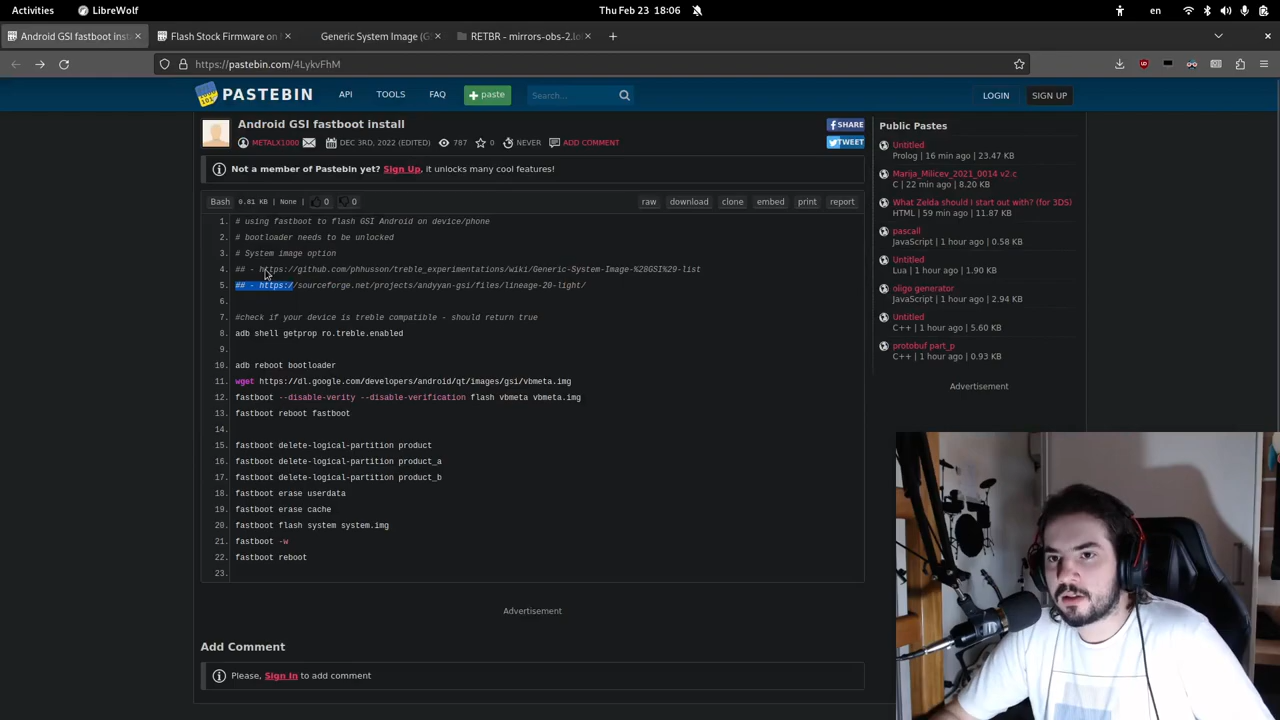 Activities LibreWolf Thu Feb 23 18:06 en
Android GSI fastboot inst Flash Stock Firmware on Generic System Image (G RETBR - mirrors-obs-2.lo
https://pastebin.com/4LykvFhM
PASTEBIN API TOOLS FAQ paste Search... LOGIN SIGN UP
Android GSI fastboot install
METALX1000 DEC 3RD, 2022 (EDITED) 787 0 NEVER ADD COMMENT
SHARE
TWEET
Not a member of Pastebin yet? Sign Up, it unlocks many cool features!
Bash 0.81 KB | None | 0 0 raw download clone embed print report
1. # using fastboot to flash GSI Android on device/phone
2. # bootloader needs to be unlocked
3. # System image option
4. ## - https://github.com/phhusson/treble_experimentations/wiki/Generic-System-Image-%28GSI%29-list
5. ## - https://sourceforge.net/projects/andyyan-gsi/files/lineage-20-light/
6.
7. #check if your device is treble compatible - should return true
8. adb shell getprop ro.treble.enabled
9.
10. adb reboot bootloader
11. wget https://dl.google.com/developers/android/qt/images/gsi/vbmeta.img
12. fastboot --disable-verity --disable-verification flash vbmeta vbmeta.img
13. fastboot reboot fastboot
14.
15. fastboot delete-logical-partition product
16. fastboot delete-logical-partition product_a
17. fastboot delete-logical-partition product_b
18. fastboot erase userdata
19. fastboot erase cache
20. fastboot flash system system.img
21. fastboot -w
22. fastboot reboot
23.
Advertisement
Add Comment
Please, Sign In to add comment
Public Pastes
Untitled
Prolog | 16 min ago | 23.47 KB
Marija_Milicev_2021_0014 v2.c
C | 22 min ago | 8.20 KB
What Zelda should I start out with? (for 3DS)
HTML | 59 min ago | 11.87 KB
pascall
JavaScript | 1 hour ago | 0.58 KB
Untitled
Lua | 1 hour ago | 1.90 KB
oligo generator
JavaScript | 1 hour ago | 2.94 KB
Untitled
C++ | 1 hour ago | 5.60 KB
protobuf part_p
C++ | 1 hour ago | 0.93 KB
Advertisement